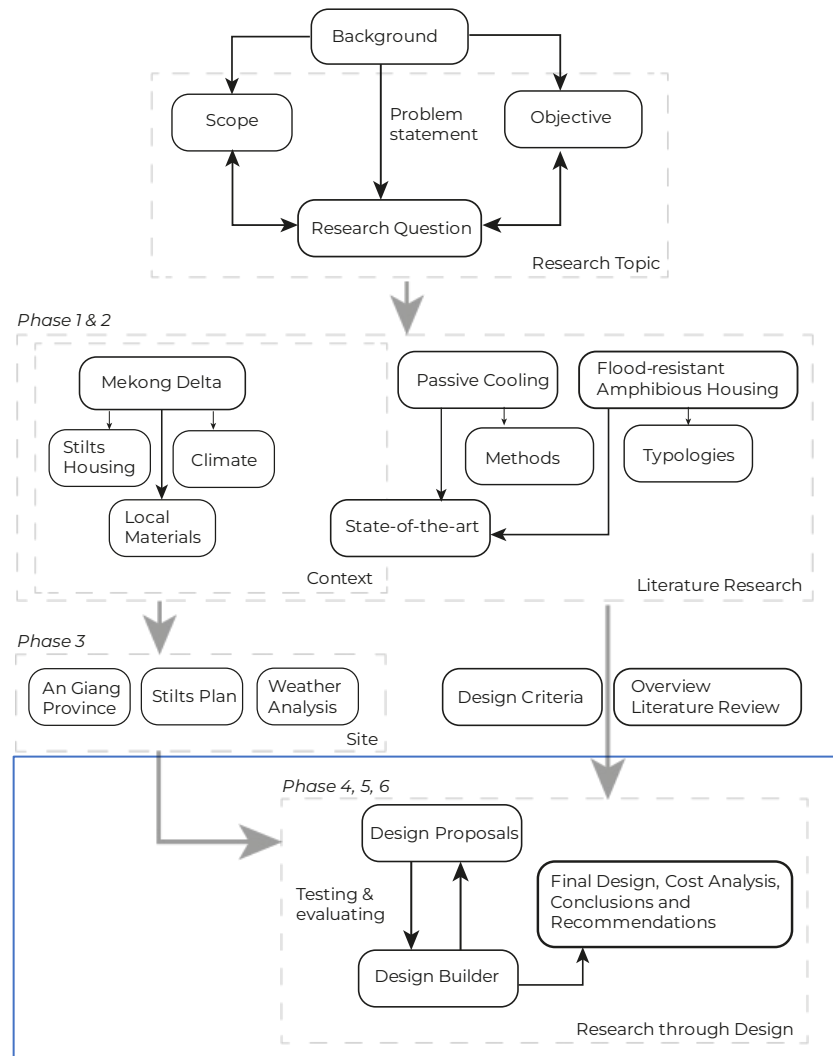 Background
Scope
Problem
statement
Objective
Research Question
Research Topic
Phase 1 & 2
Mekong Delta
Passive Cooling
Flood-resistant
Amphibious Housing
Stilts
Housing
Climate
Methods
Typologies
Local
Materials
State-of-the-art
Context
Literature Research
Phase 3
An Giang
Province
Stilts Plan
Weather
Analysis
Design Criteria
Overview
Literature Review
Site
Phase 4, 5, 6
Design Proposals
Testing &
evaluating
Final Design, Cost Analysis,
Conclusions and
Recommendations
Design Builder
Research through Design